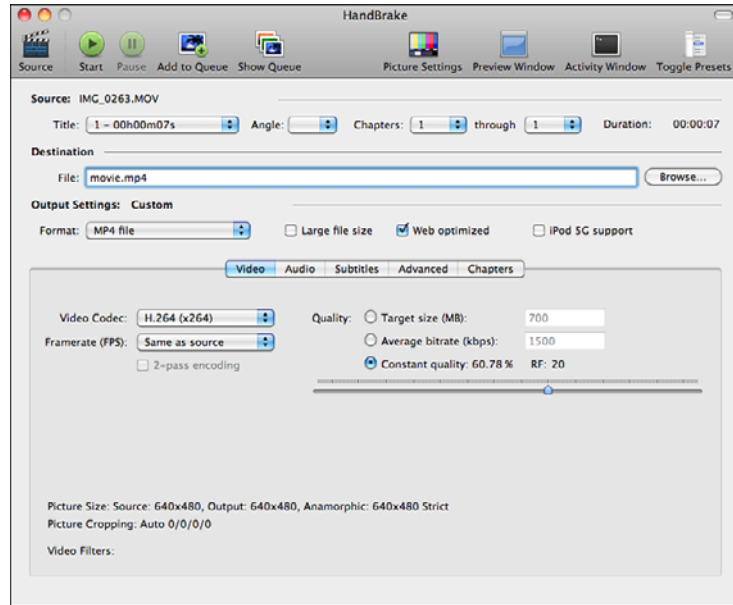 HandBrake
Source Start Pause Add to Queue Show Queue Picture Settings Preview Window Activity Window Toggle Presets
Source: IMG_0263.MOV
Title: 1 - 00h00m07s Angle: Chapters: 1 through 1 Duration: 00:00:07
Destination
File: movie.mp4 Browse...
Output Settings: Custom
Format: MP4 file Large file size Web optimized iPod 5G support
Video Audio Subtitles Advanced Chapters
Video Codec: H.264 (x264) Quality: Target size (MB): 700
Framerate (FPS): Same as source Average bitrate (kbps): 1500
2-pass encoding Constant quality: 60.78 % RF: 20
Picture Size: Source: 640x480, Output: 640x480, Anamorphic: 640x480 Strict
Picture Cropping: Auto 0/0/0/0
Video Filters: